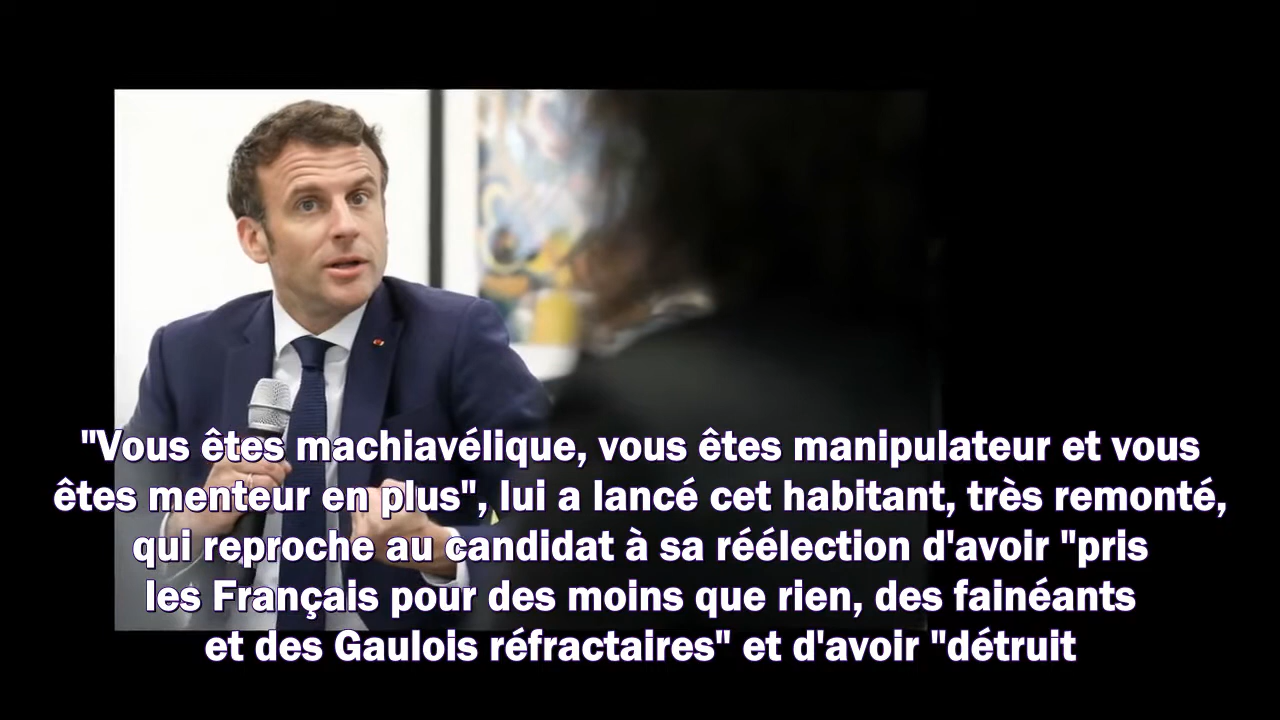 "Vous êtes machiavélique, vous êtes manipulateur et vous
êtes menteur en plus", lui a lancé cet habitant, très remonté,
qui reproche au candidat à sa réélection d'avoir "pris
les Français pour des moins que rien, des fainéants
et des Gaulois réfractaires" et d'avoir "détruit